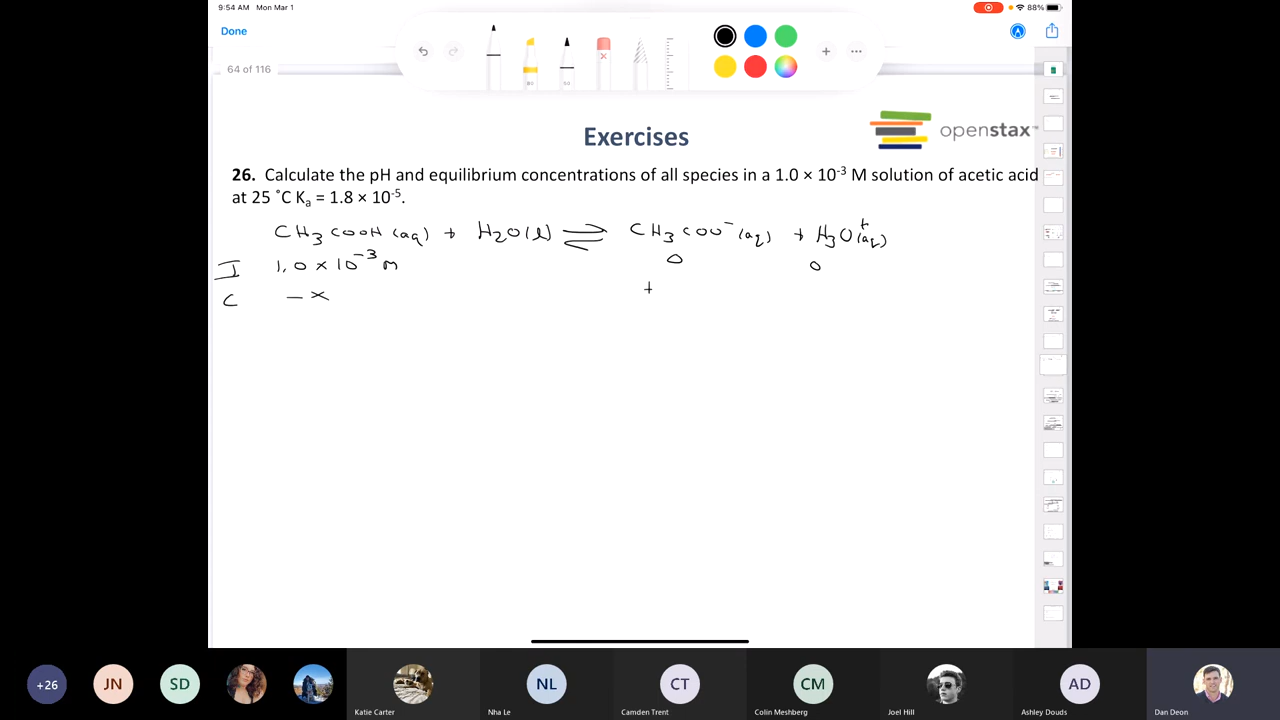 9:54 AM Mon Mar 1
88%
Done
64 of 116
Exercises
openstax™
26. Calculate the pH and equilibrium concentrations of all species in a 1.0 × 10⁻³ M solution of acetic acid
at 25 ˚C Kₐ = 1.8 × 10⁻⁵.
CH₃COOH (aq) + H₂O(l) ⇌ CH₃COO⁻ (aq) + H₃O⁺(aq)
I 1.0 × 10⁻³ M 0 0
C – x +
+26 JN SD NL CT CM AD
Katie Carter Nha Le Camden Trent Colin Meshberg Joel Hill Ashley Douds Dan Deon